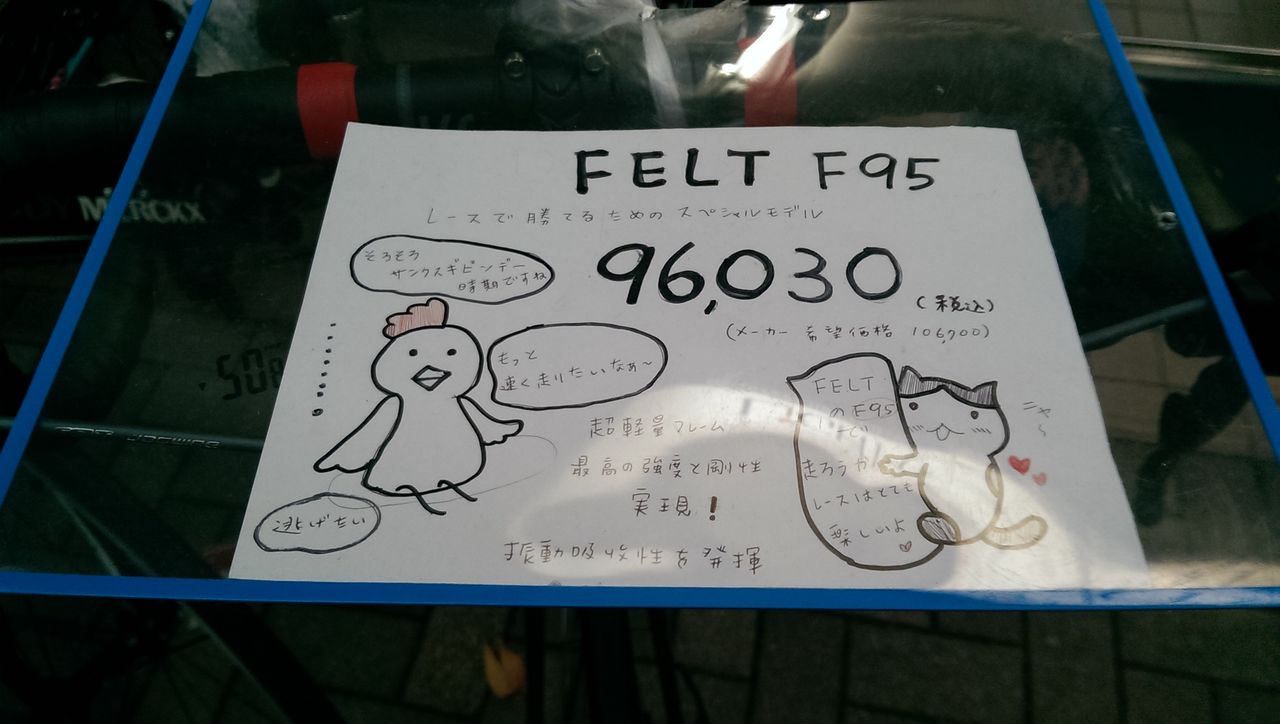 FELT F95
レースで勝てるためのスペシャルモデル
そろそろ
サンクスギビンデー
時期ですね
96,030
(税込)
(メーカー希望価格 106,700)
もっと
速く走りたいなぁ〜
FELT
のF95
で
走ろうか
レースはとても
楽しいよ
ニャ〜
超軽量フレーム
最高の強度と剛性
実現!
振動吸収性を発揮
逃げたい
MERCKX
50